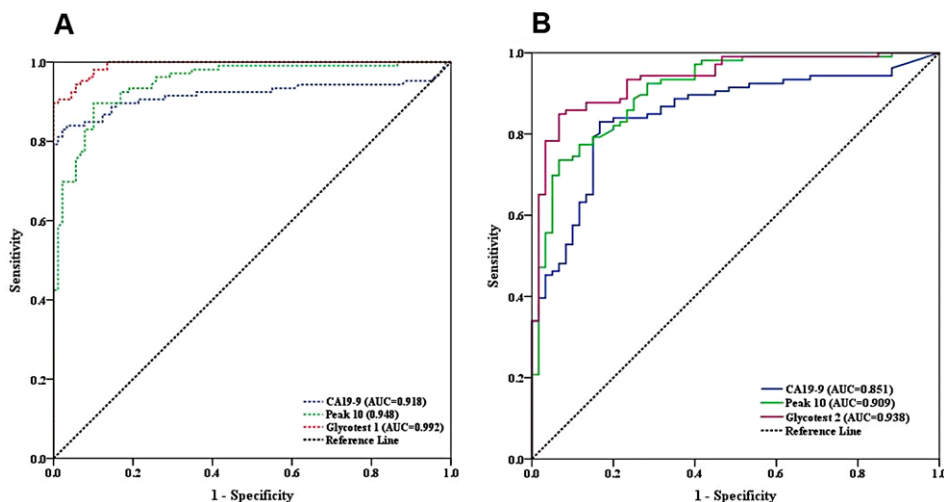 A
1.0
0.8
0.6
0.4
0.2
0.0
Sensitivity
CA19-9 (AUC=0.918)
Peak 10 (0.948)
Glycotest 1 (AUC=0.992)
Reference Line
0.0 0.2 0.4 0.6 0.8 1.0
1 - Specificity
B
1.0
0.8
0.6
0.4
0.2
0.0
Sensitivity
CA19-9 (AUC=0.851)
Peak 10 (AUC=0.909)
Glycotest 2 (AUC=0.938)
Reference Line
0.0 0.2 0.4 0.6 0.8 1.0
1 - Specificity